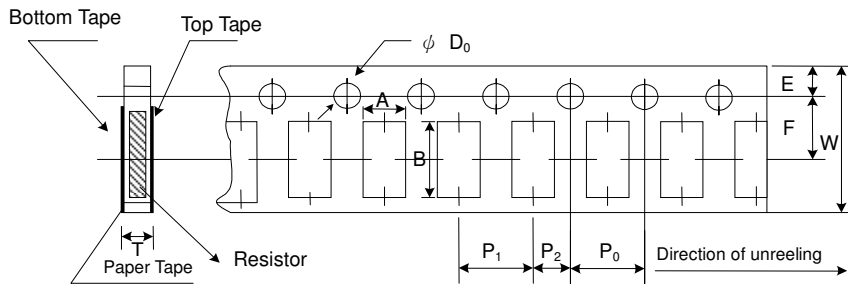 Bottom Tape
Top Tape
ψ D₀
E
A
F
W
B
T
P₁
P₂
P₀
Direction of unreeling
Paper Tape
Resistor